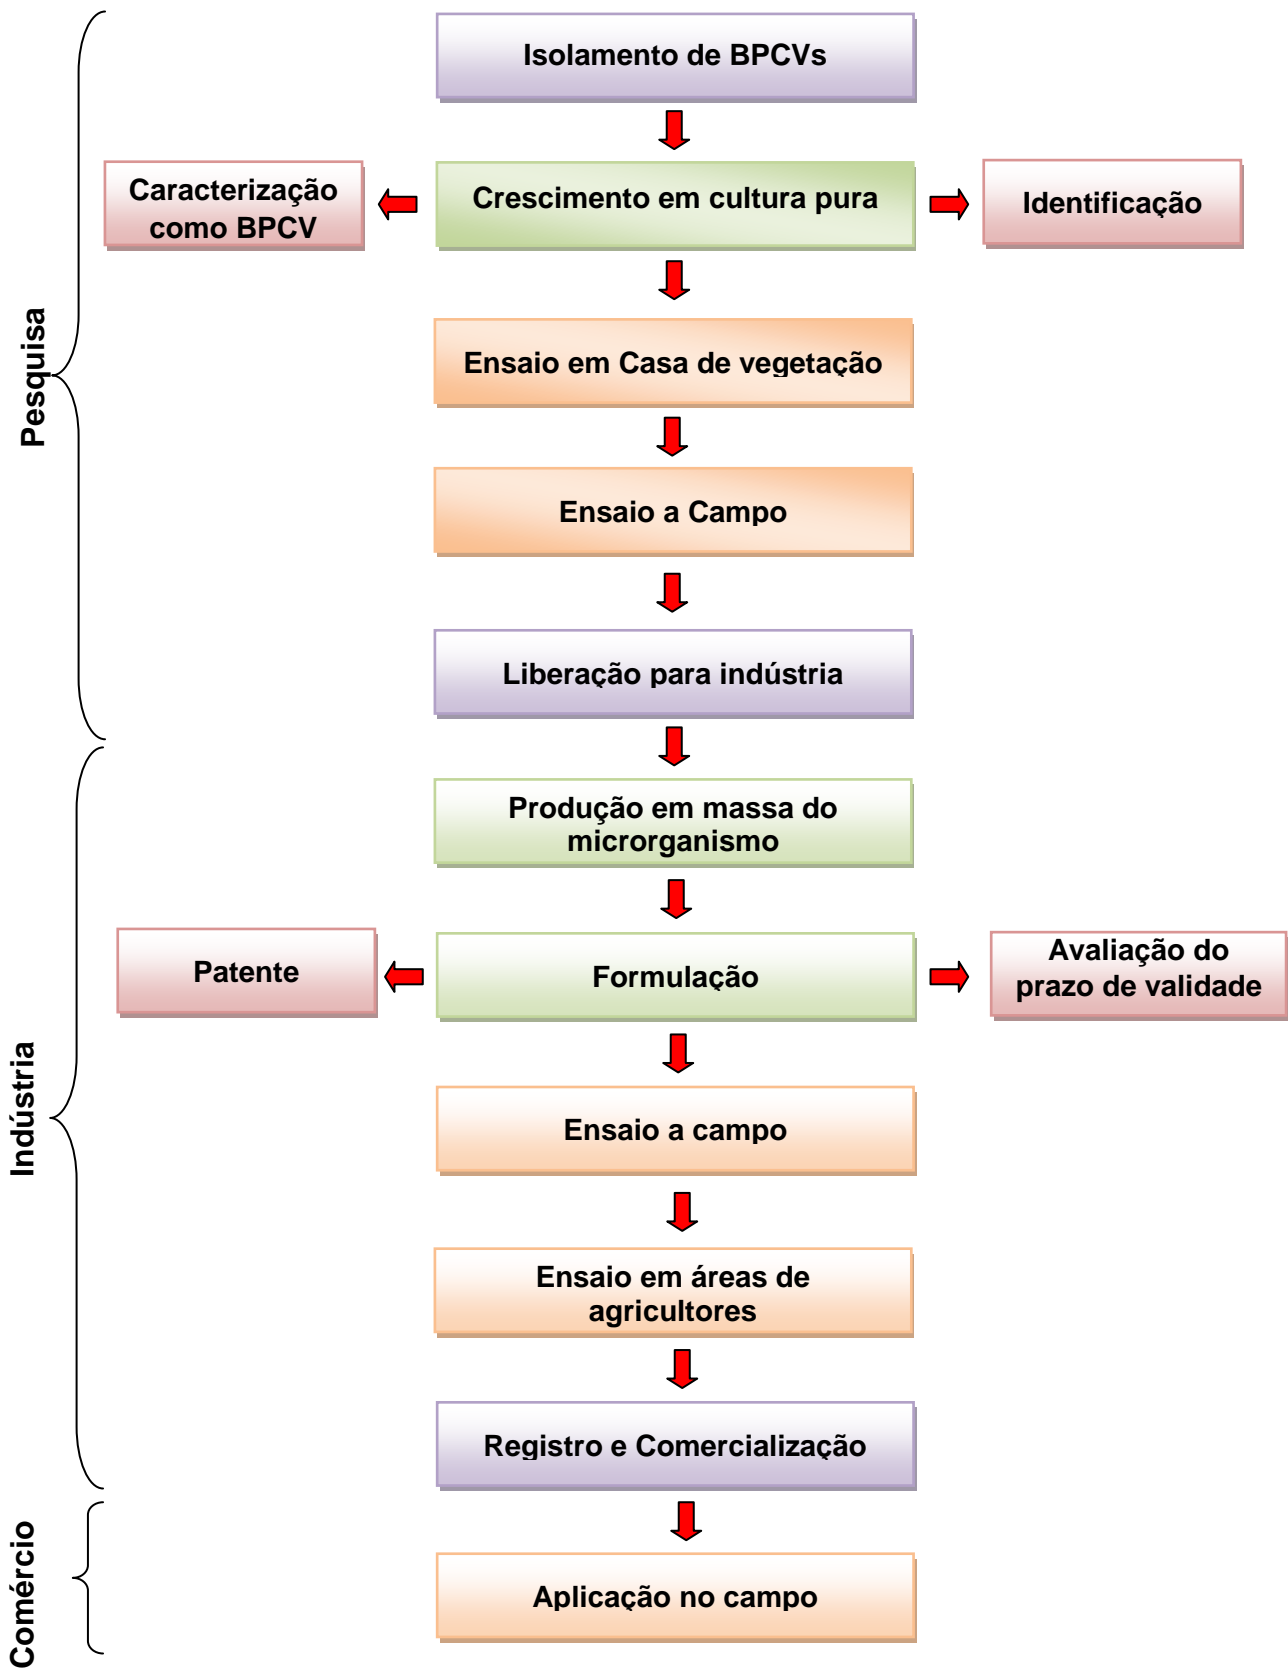 Pesquisa
Isolamento de BPCVs
Caracterização
como BPCV
Crescimento em cultura pura
Identificação
Ensaio em Casa de vegetação
Ensaio a Campo
Liberação para indústria
Indústria
Produção em massa do
microrganismo
Patente
Formulação
Avaliação do
prazo de validade
Ensaio a campo
Ensaio em áreas de
agricultores
Registro e Comercialização
Comércio
Aplicação no campo